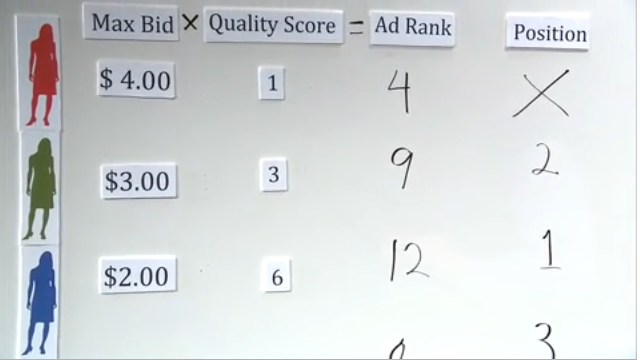 Max Bid × Quality Score = Ad Rank Position
$ 4.00 1 4 X
$3.00 3 9 2
$2.00 6 12 1
3